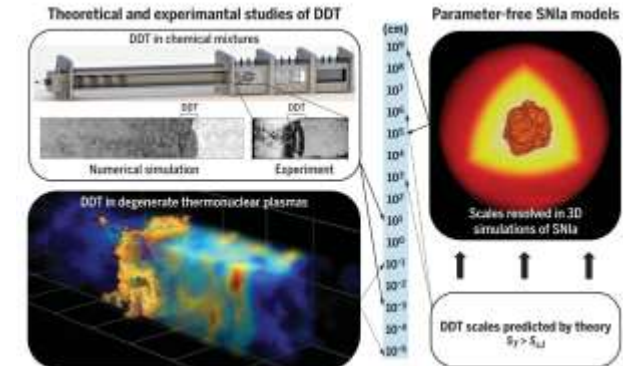 Theoretical and experimantal studies of DDT
DDT in chemical mixtures
DDT
DDT
Numerical simulation
Experiment
DDT in degenerate thermonuclear plasmas
(cm)
10⁹
10⁸
10⁷
10⁶
10⁵
10⁴
10³
10²
10¹
10⁰
10⁻¹
10⁻²
10⁻³
10⁻⁴
10⁻⁵
Parameter-free SNIa models
Scales resolved in 3D
simulations of SNIa
DDT scales predicted by theory